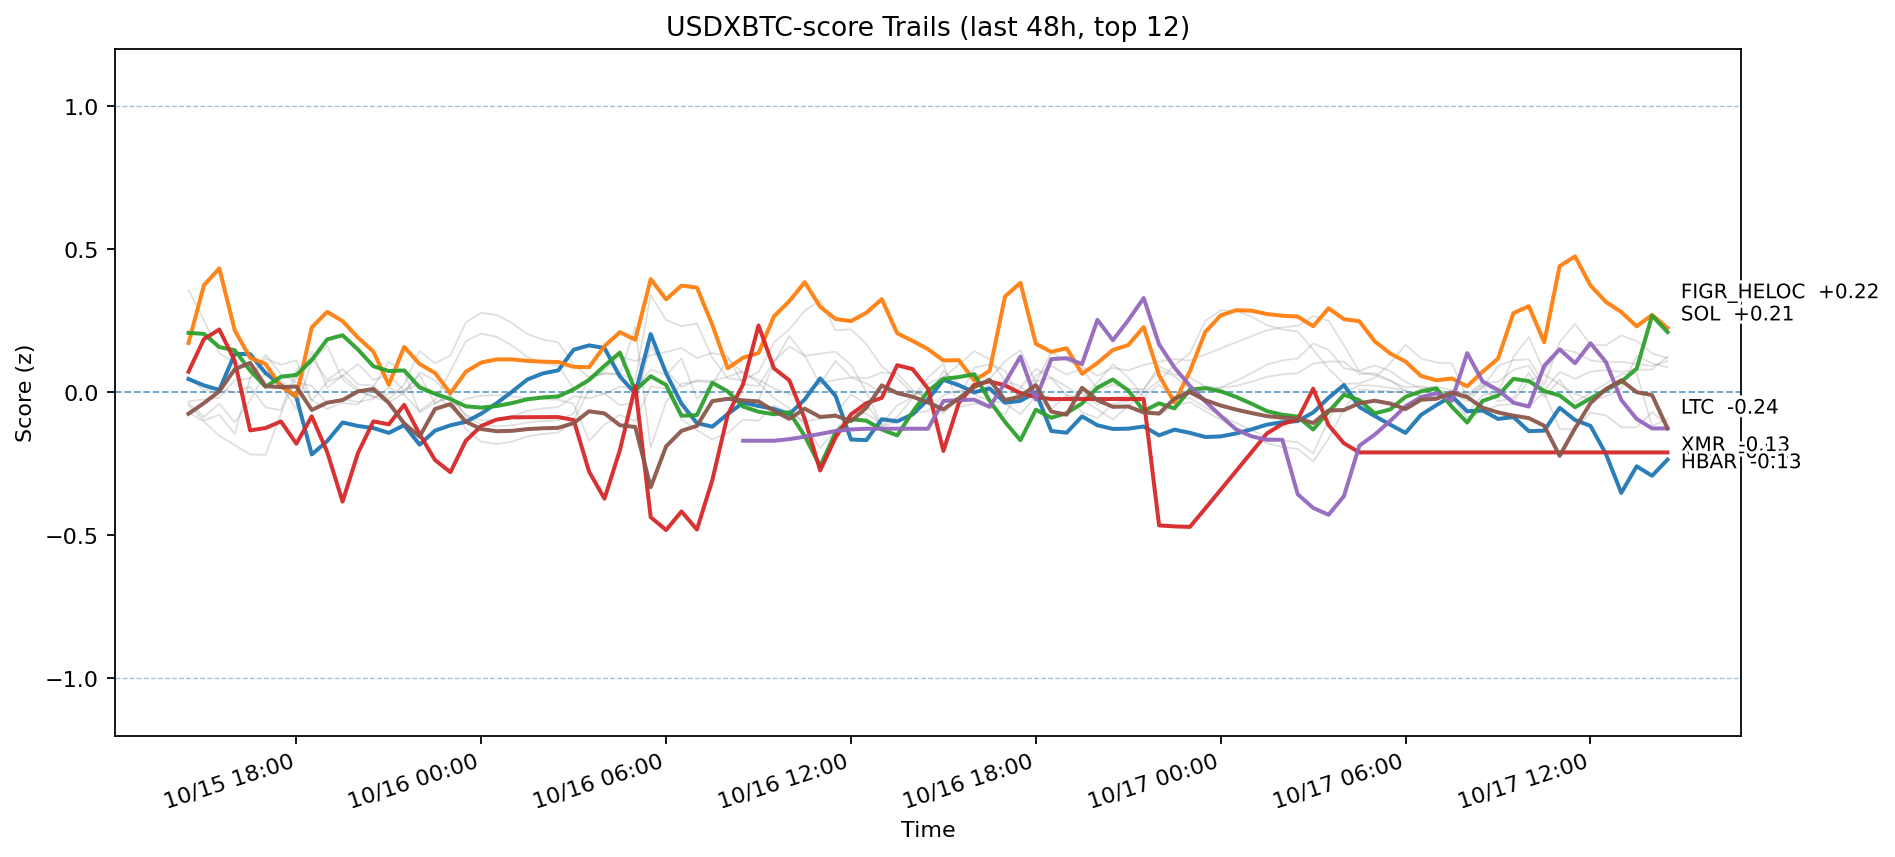 USDXBTC-score Trails (last 48h, top 12)
Score (z)
1.0
0.5
0.0
−0.5
−1.0
FIGR_HELOC +0.22
SOL +0.21
LTC -0.24
XMR -0.13
HBAR -0.13
10/15 18:00
10/16 00:00
10/16 06:00
10/16 12:00
10/16 18:00
10/17 00:00
10/17 06:00
10/17 12:00
Time